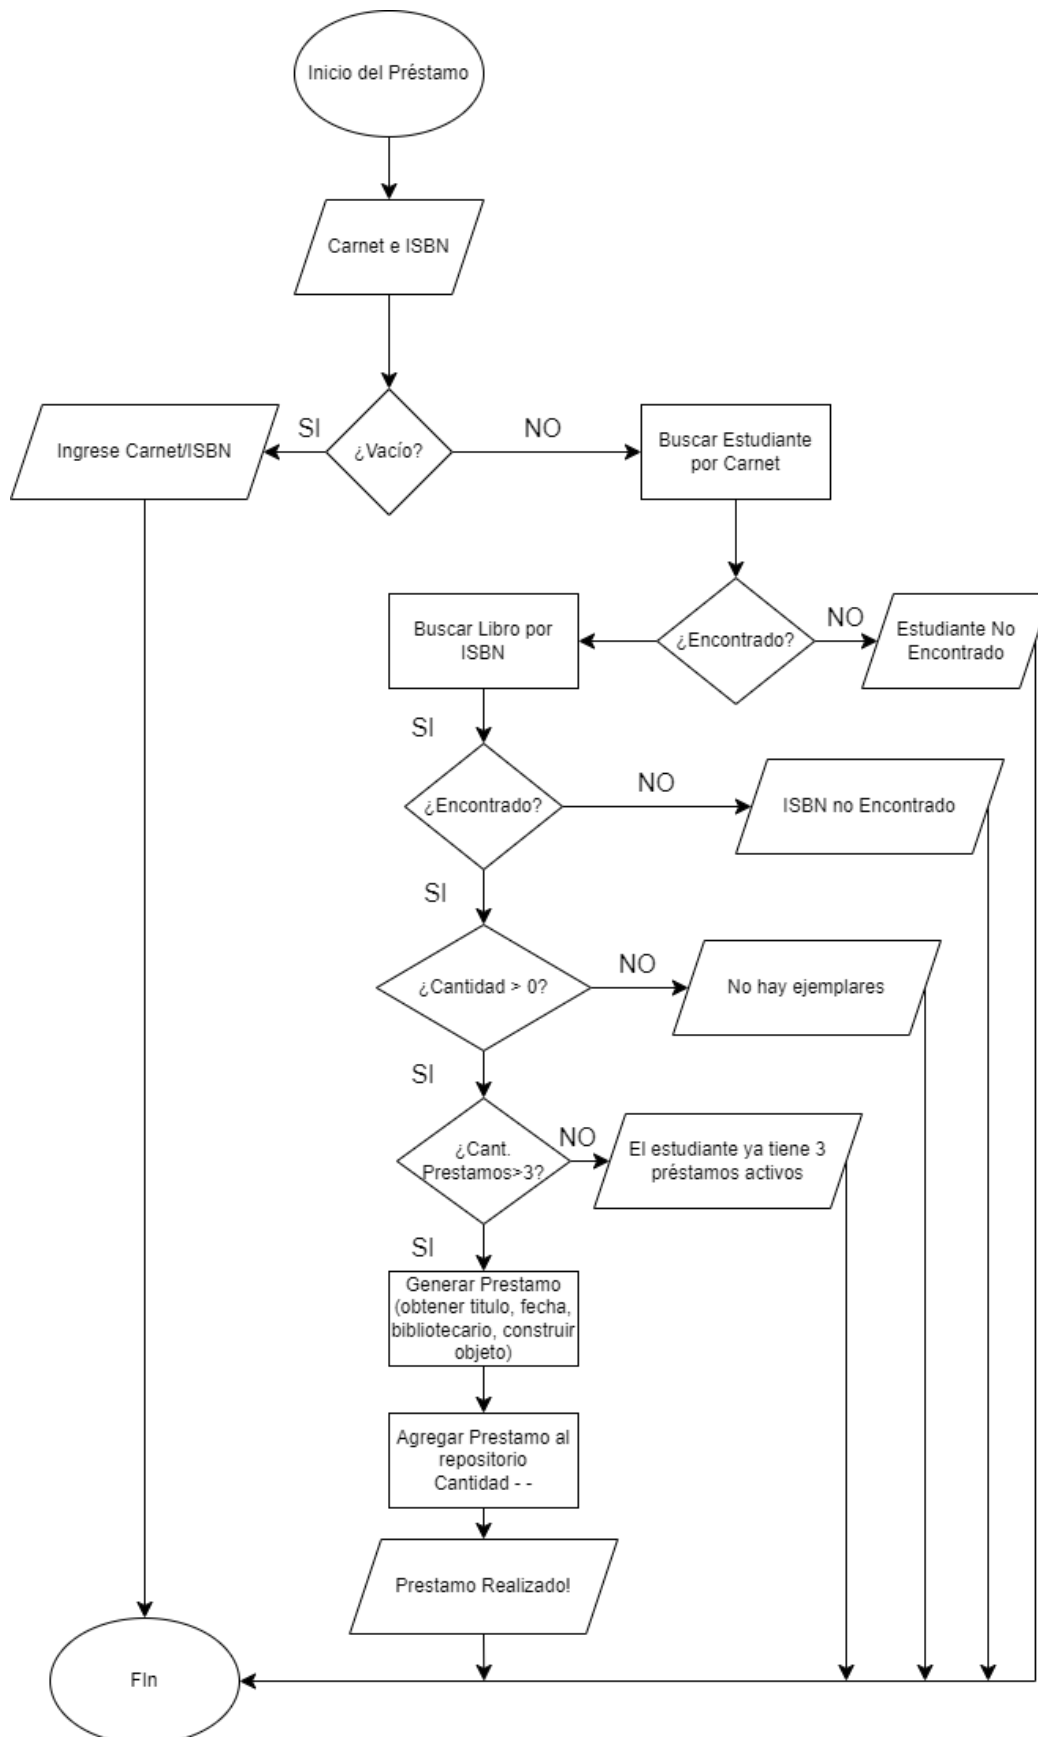 Inicio del Préstamo
Carnet e ISBN
¿Vacío?
SI
Ingrese Carnet/ISBN
NO
Buscar Estudiante
por Carnet
¿Encontrado?
NO
Estudiante No
Encontrado
Buscar Libro por
ISBN
SI
¿Encontrado?
NO
ISBN no Encontrado
SI
¿Cantidad > 0?
NO
No hay ejemplares
SI
¿Cant.
Prestamos>3?
NO
El estudiante ya tiene 3
préstamos activos
SI
Generar Prestamo
(obtener titulo, fecha,
bibliotecario, construir
objeto)
Agregar Prestamo al
repositorio
Cantidad - -
Prestamo Realizado!
FIn